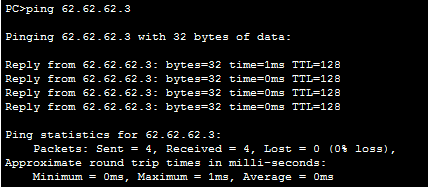 PC>ping 62.62.62.3
Pinging 62.62.62.3 with 32 bytes of data:
Reply from 62.62.62.3: bytes=32 time=1ms TTL=128
Reply from 62.62.62.3: bytes=32 time=0ms TTL=128
Reply from 62.62.62.3: bytes=32 time=0ms TTL=128
Reply from 62.62.62.3: bytes=32 time=0ms TTL=128
Ping statistics for 62.62.62.3:
Packets: Sent = 4, Received = 4, Lost = 0 (0% loss),
Approximate round trip times in milli-seconds:
Minimum = 0ms, Maximum = 1ms, Average = 0ms